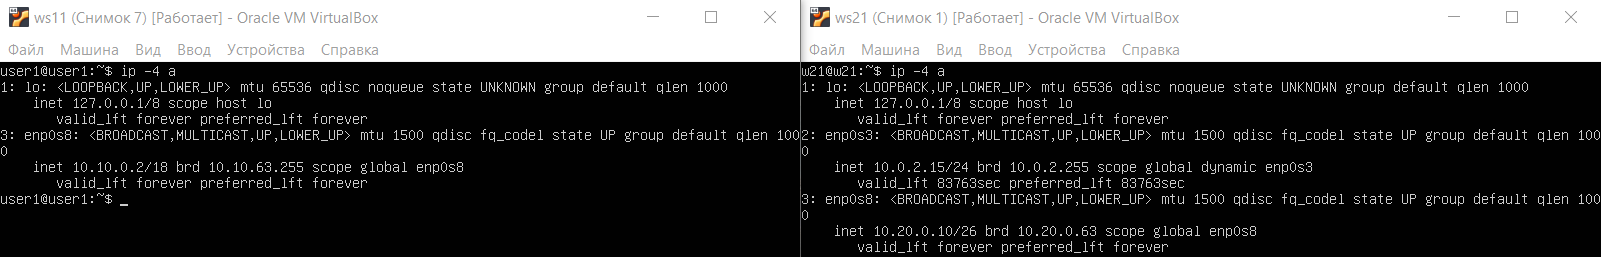 ws11 (Снимок 7) [Работает] - Oracle VM VirtualBox
Файл Машина Вид Ввод Устройства Справка
user1@user1:~$ ip -4 a
1: lo: <LOOPBACK,UP,LOWER_UP> mtu 65536 qdisc noqueue state UNKNOWN group default qlen 1000
    inet 127.0.0.1/8 scope host lo
       valid_lft forever preferred_lft forever
3: enp0s8: <BROADCAST,MULTICAST,UP,LOWER_UP> mtu 1500 qdisc fq_codel state UP group default qlen 100
0
    inet 10.10.0.2/18 brd 10.10.63.255 scope global enp0s8
       valid_lft forever preferred_lft forever
user1@user1:~$ _
ws21 (Снимок 1) [Работает] - Oracle VM VirtualBox
Файл Машина Вид Ввод Устройства Справка
w21@w21:~$ ip -4 a
1: lo: <LOOPBACK,UP,LOWER_UP> mtu 65536 qdisc noqueue state UNKNOWN group default qlen 1000
    inet 127.0.0.1/8 scope host lo
       valid_lft forever preferred_lft forever
2: enp0s3: <BROADCAST,MULTICAST,UP,LOWER_UP> mtu 1500 qdisc fq_codel state UP group default qlen 100
0
    inet 10.0.2.15/24 brd 10.0.2.255 scope global dynamic enp0s3
       valid_lft 83763sec preferred_lft 83763sec
3: enp0s8: <BROADCAST,MULTICAST,UP,LOWER_UP> mtu 1500 qdisc fq_codel state UP group default qlen 100
0
    inet 10.20.0.10/26 brd 10.20.0.63 scope global enp0s8
       valid_lft forever preferred_lft forever